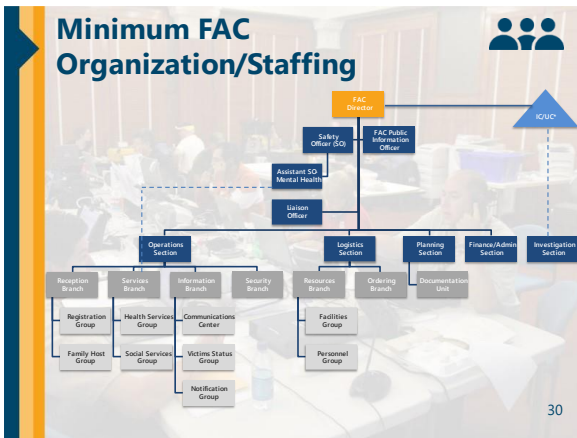 Minimum FAC
Organization/Staffing
FAC
Director
IC/UC
Safety
Officer (SO)
FAC Public
Information
Officer
Assistant SO
Mental Health
Liaison
Officer
Operations
Section
Logistics
Section
Planning
Section
Finance/Admin
Section
Investigation
Section
Reception
Branch
Services
Branch
Information
Branch
Security
Branch
Resources
Branch
Ordering
Branch
Documentation
Unit
Registration
Group
Health Services
Group
Communications
Center
Facilities
Group
Family Host
Group
Social Services
Group
Victims Status
Group
Personnel
Group
Notification
Group
30